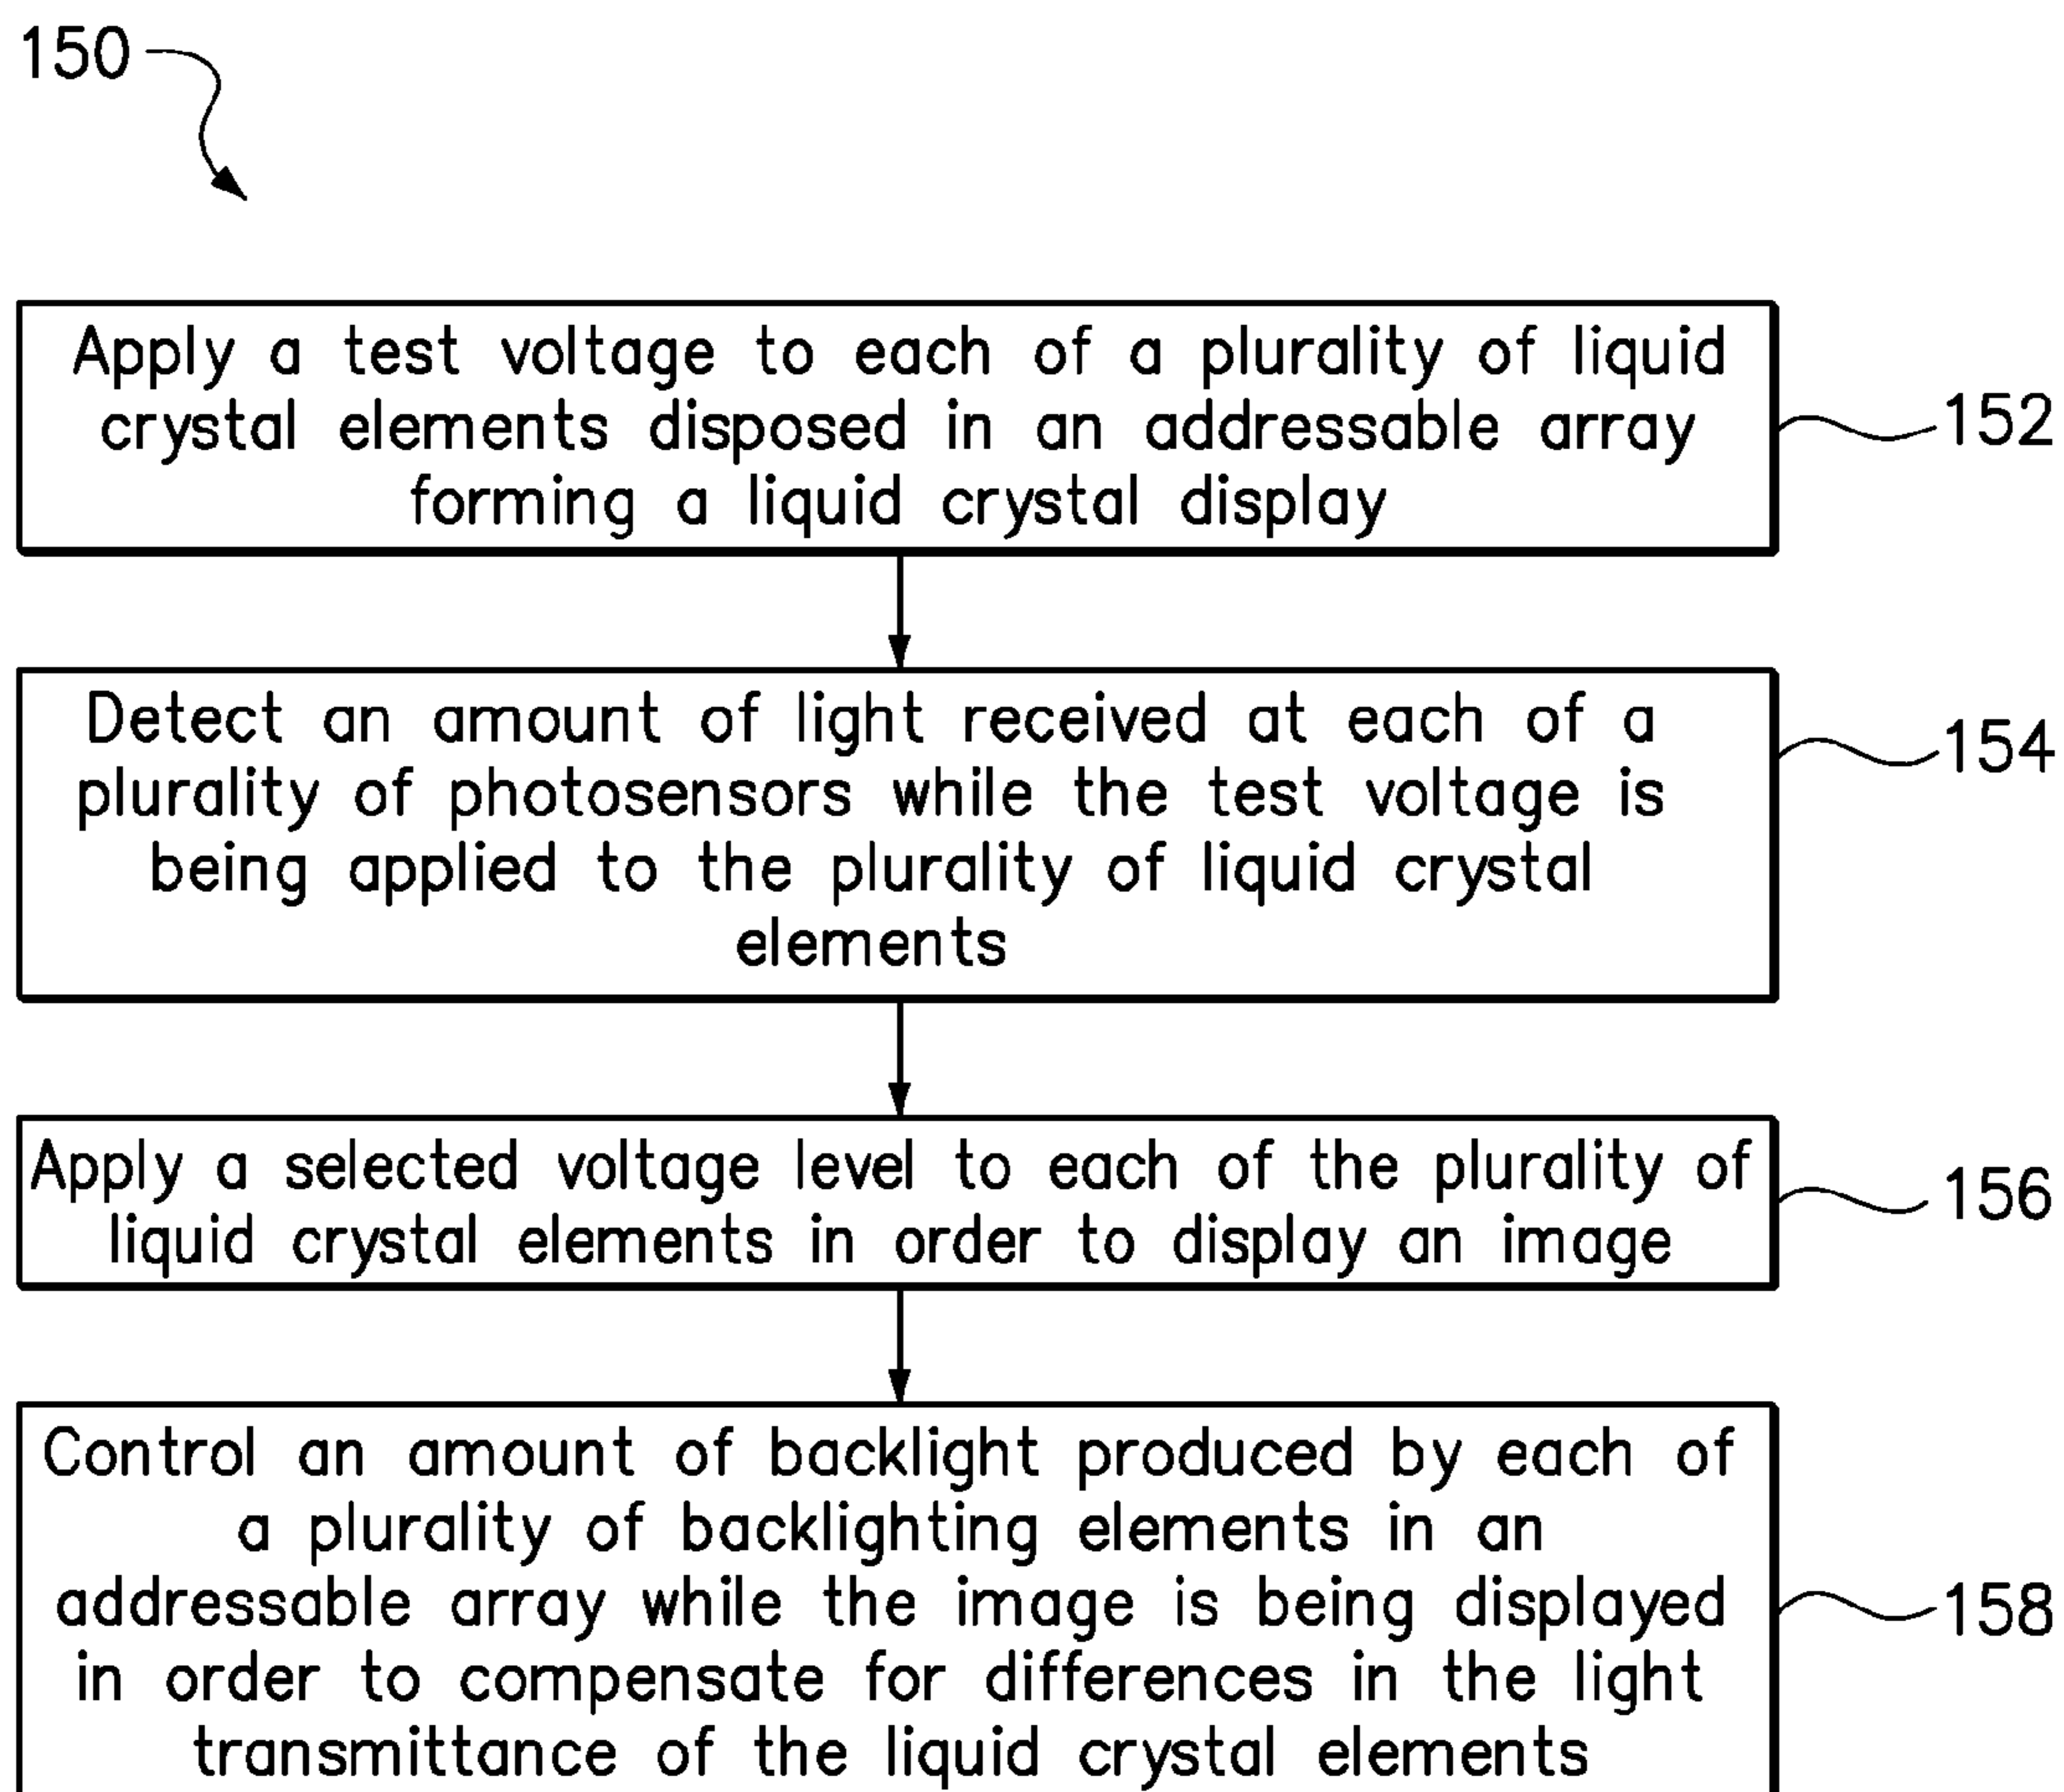 150
Apply a test voltage to each of a plurality of liquid
crystal elements disposed in an addressable array
forming a liquid crystal display
152
Detect an amount of light received at each of a
plurality of photosensors while the test voltage is
being applied to the plurality of liquid crystal
elements
154
Apply a selected voltage level to each of the plurality of
liquid crystal elements in order to display an image
156
Control an amount of backlight produced by each of
a plurality of backlighting elements in an
addressable array while the image is being displayed
in order to compensate for differences in the light
transmittance of the liquid crystal elements
158